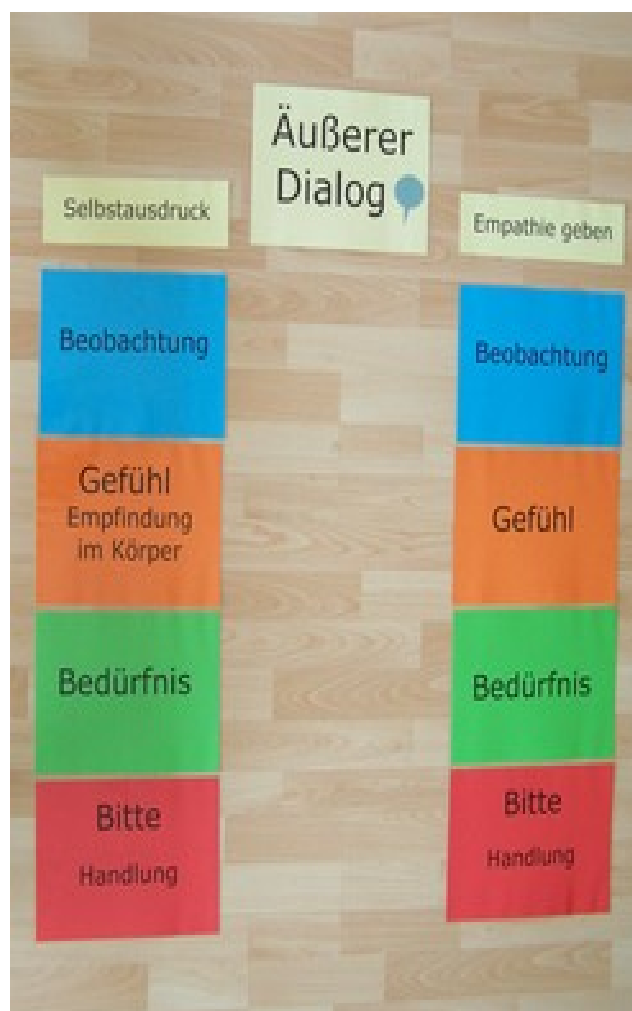 Äußerer
Dialog
Selbstausdruck
Beobachtung
Gefühl
Empfindung
im Körper
Bedürfnis
Bitte
Handlung
Empathie geben
Beobachtung
Gefühl
Bedürfnis
Bitte
Handlung